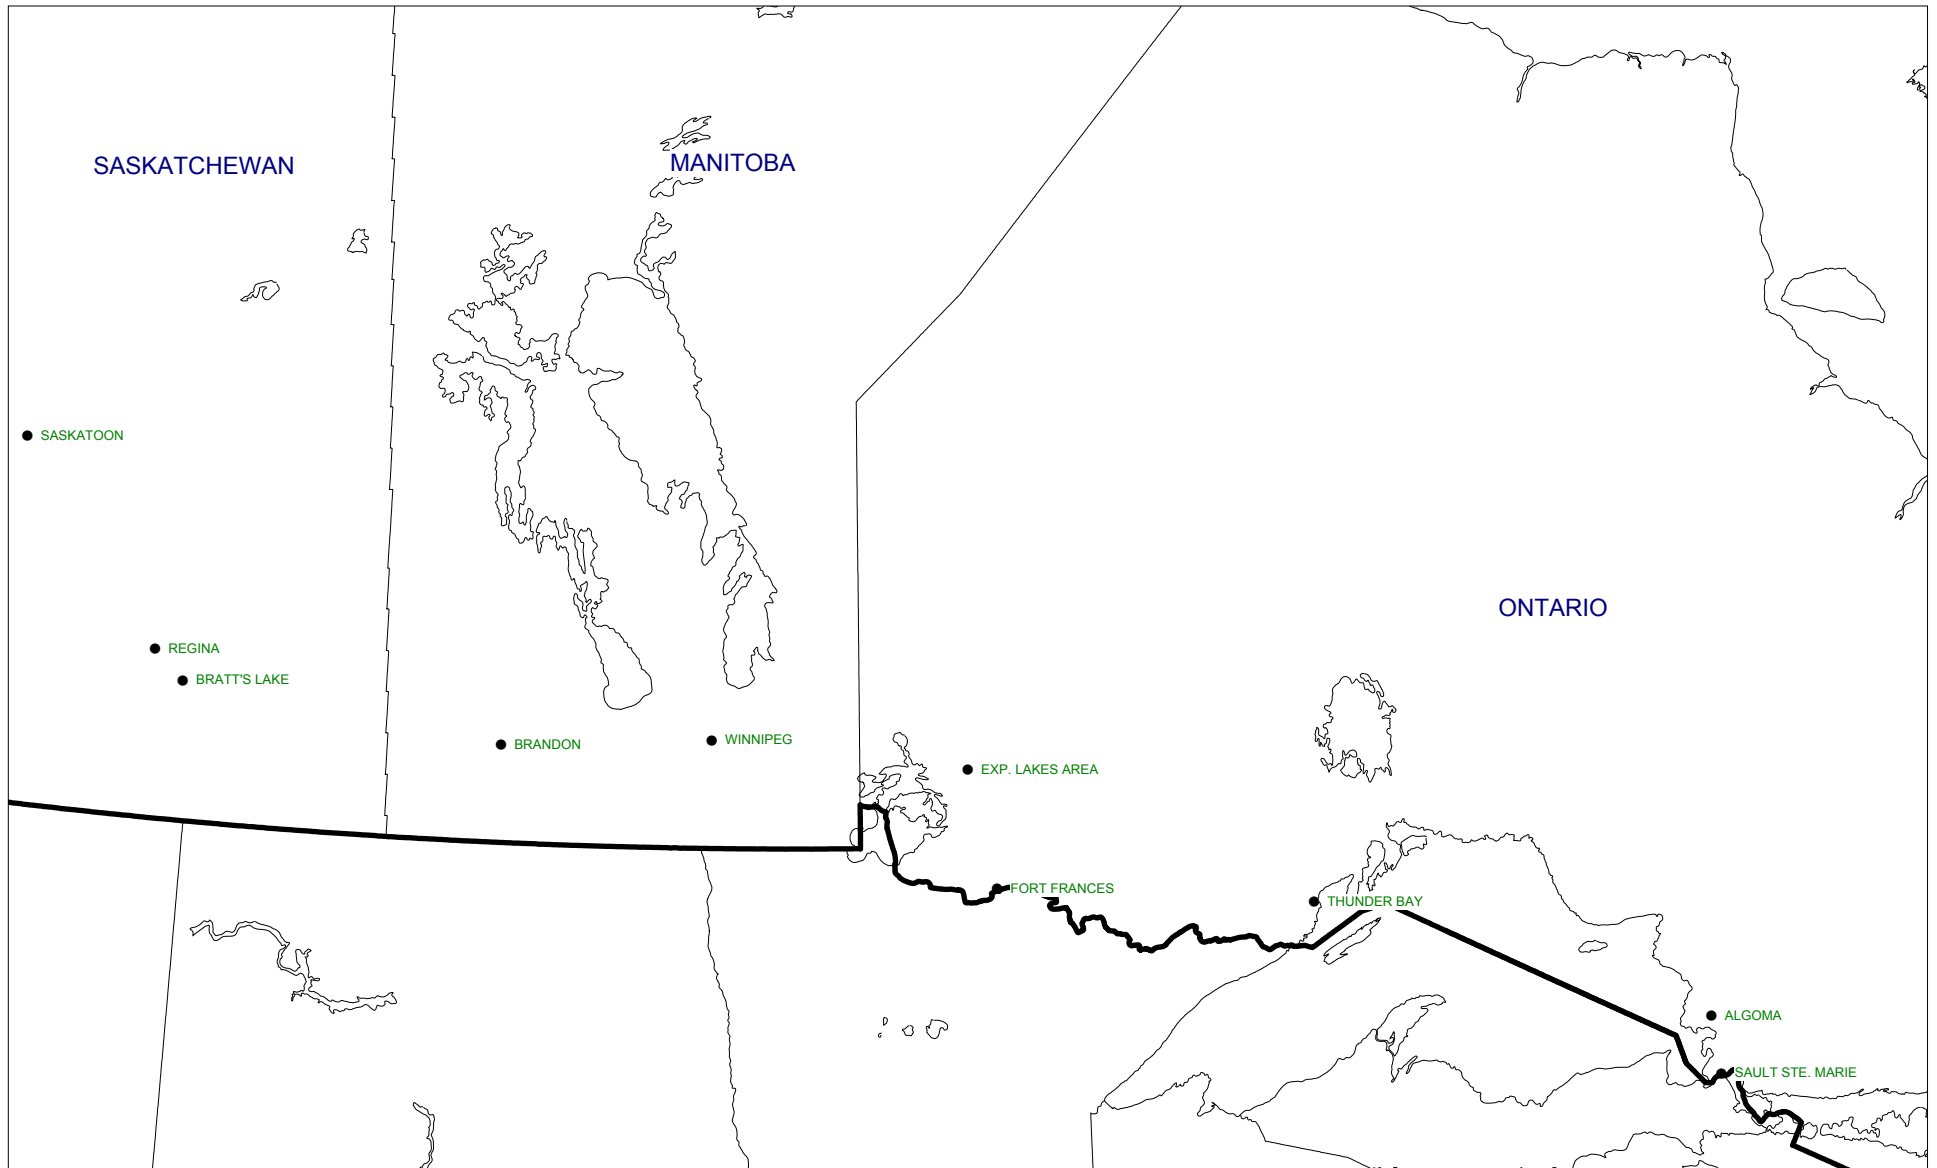 SASKATCHEWAN
MANITOBA
SASKATOON
ONTARIO
REGINA
BRATT'S LAKE
BRANDON
WINNIPEG
EXP. LAKES AREA
FORT FRANCES
THUNDER BAY
ALGOMA
SAULT STE. MARIE